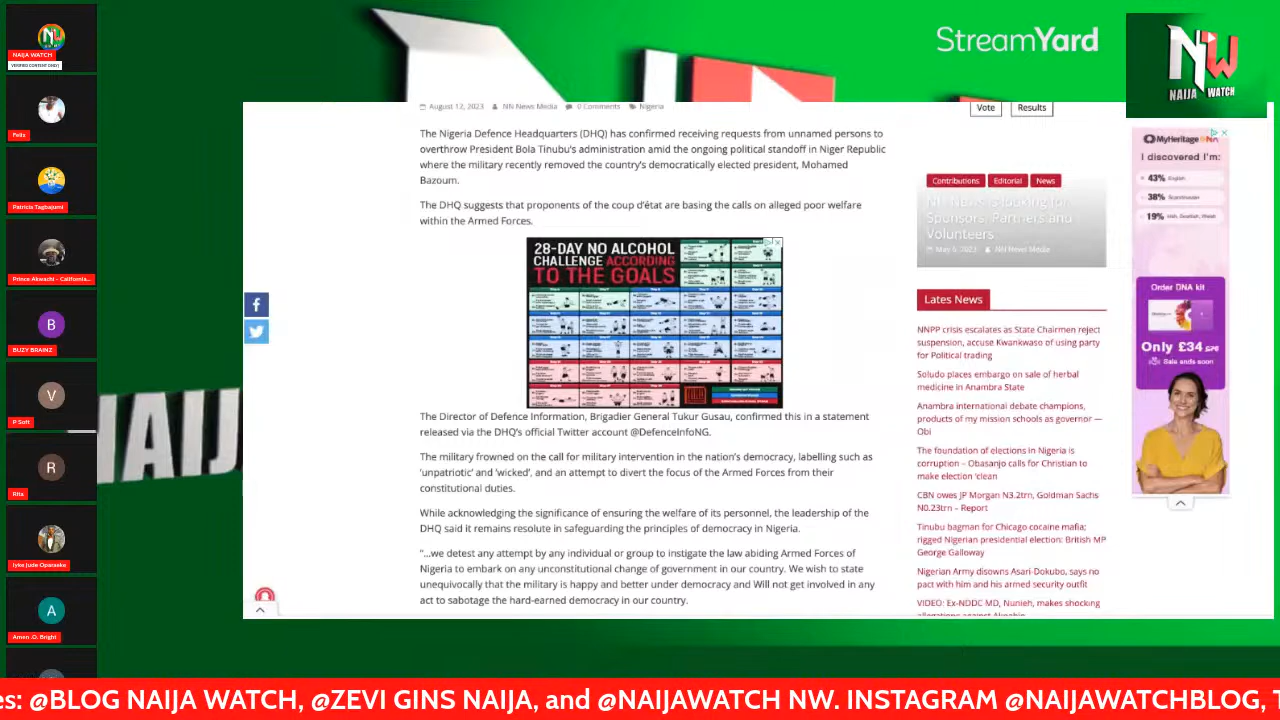 NAIJA WATCH
VERIFIED CONTENT ONLY]
Felix
Patricia Tagbajumi
Prince Akwachi - California...
B
BUZY BRAINZ
V
P Soft
R
Rita
Iyke Jude Opataoke
A
Amen .O. Bright
StreamYard
NW
NAIJA WATCH
NAIJ
August 12, 2023 NN News Media 0 Comments Nigeria
The Nigeria Defence Headquarters (DHQ) has confirmed receiving requests from unnamed persons to
overthrow President Bola Tinubu's administration amid the ongoing political standoff in Niger Republic
where the military recently removed the country's democratically elected president, Mohamed
Bazoum.
The DHQ suggests that proponents of the coup d'état are basing the calls on alleged poor welfare
within the Armed Forces.
28-DAY NO ALCOHOL
CHALLENGE ACCORDING
TO THE GOALS
The Director of Defence Information, Brigadier General Tukur Gusau, confirmed this in a statement
released via the DHQ's official Twitter account @DefenceInfoNG.
The military frowned on the call for military intervention in the nation's democracy, labelling such as
'unpatriotic' and 'wicked', and an attempt to divert the focus of the Armed Forces from their
constitutional duties.
While acknowledging the significance of ensuring the welfare of its personnel, the leadership of the
DHQ said it remains resolute in safeguarding the principles of democracy in Nigeria.
"...we detest any attempt by any individual or group to instigate the law abiding Armed Forces of
Nigeria to embark on any unconstitutional change of government in our country. We wish to state
unequivocally that the military is happy and better under democracy and Will not get involved in any
act to sabotage the hard-earned democracy in our country.
Vote Results
Contributions Editorial News
NN News is looking for
Sponsors, Partners and
Volunteers
May 5, 2023 NN News Media
Lates News
NNPP crisis escalates as State Chairmen reject
suspension, accuse Kwankwaso of using party
for Political trading
Soludo places embargo on sale of herbal
medicine in Anambra State
Anambra international debate champions,
products of my mission schools as governor —
Obi
The foundation of elections in Nigeria is
corruption – Obasanjo calls for Christian to
make election 'clean
CBN owes JP Morgan N3.2trn, Goldman Sachs
N0.23trn – Report
Tinubu bagman for Chicago cocaine mafia;
rigged Nigerian presidential election: British MP
George Galloway
Nigerian Army disowns Asari-Dokubo, says no
pact with him and his armed security outfit
VIDEO: Ex-NDDC MD, Nunieh, makes shocking
allegations against Akpabio
MyHeritage DNA
I discovered I'm:
43% English
38% Scandinavian
19% Irish, Scottish, Welsh
Order DNA kit
Only £34 £75
Sale ends soon
es: @BLOG NAIJA WATCH, @ZEVI GINS NAIJA, and @NAIJAWATCH NW. INSTAGRAM @NAIJAWATCHBLOG, T